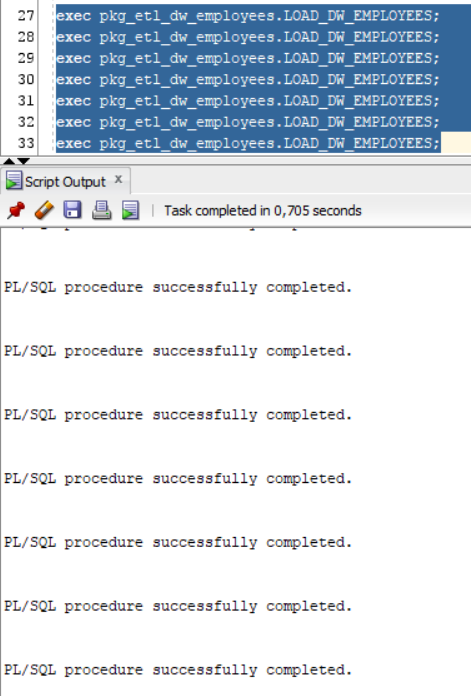 27 exec pkg_etl_dw_employees.LOAD_DW_EMPLOYEES;
28 exec pkg_etl_dw_employees.LOAD_DW_EMPLOYEES;
29 exec pkg_etl_dw_employees.LOAD_DW_EMPLOYEES;
30 exec pkg_etl_dw_employees.LOAD_DW_EMPLOYEES;
31 exec pkg_etl_dw_employees.LOAD_DW_EMPLOYEES;
32 exec pkg_etl_dw_employees.LOAD_DW_EMPLOYEES;
33 exec pkg_etl_dw_employees.LOAD_DW_EMPLOYEES;
Script Output x
Task completed in 0,705 seconds
PL/SQL procedure successfully completed.
PL/SQL procedure successfully completed.
PL/SQL procedure successfully completed.
PL/SQL procedure successfully completed.
PL/SQL procedure successfully completed.
PL/SQL procedure successfully completed.
PL/SQL procedure successfully completed.